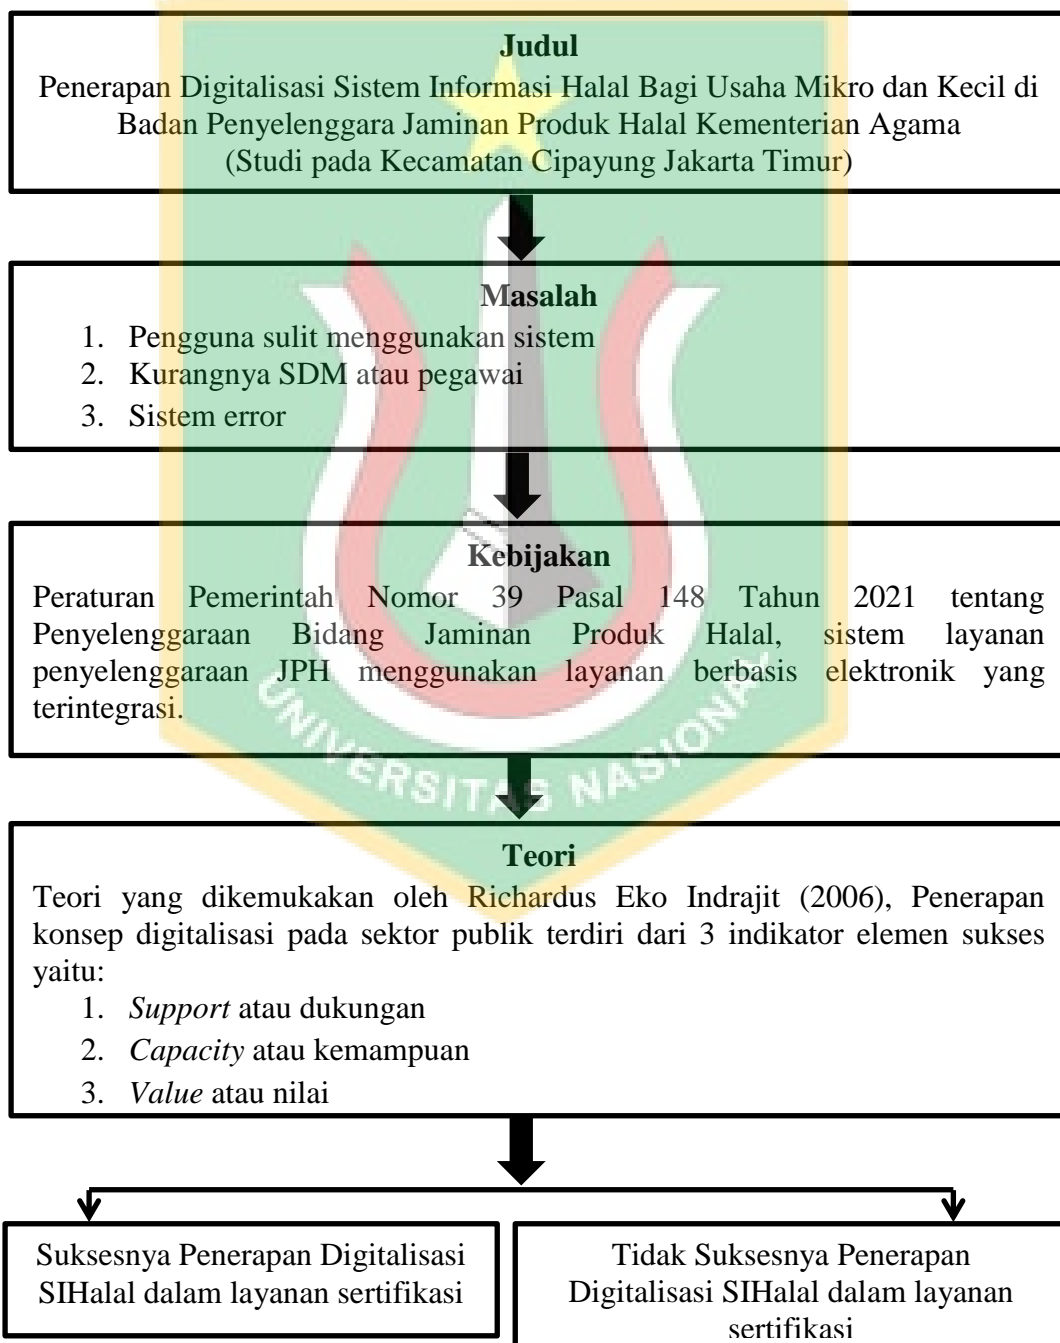 Judul
Penerapan Digitalisasi Sistem Informasi Halal Bagi Usaha Mikro dan Kecil di
Badan Penyelenggara Jaminan Produk Halal Kementerian Agama
(Studi pada Kecamatan Cipayung Jakarta Timur)
Masalah
1. Pengguna sulit menggunakan sistem
2. Kurangnya SDM atau pegawai
3. Sistem error
Kebijakan
Peraturan Pemerintah Nomor 39 Pasal 148 Tahun 2021 tentang
Penyelenggaraan Bidang Jaminan Produk Halal, sistem layanan
penyelenggaraan JPH menggunakan layanan berbasis elektronik yang
terintegrasi.
UNIVERSITAS NASIONAL
Teori
Teori yang dikemukakan oleh Richardus Eko Indrajit (2006), Penerapan
konsep digitalisasi pada sektor publik terdiri dari 3 indikator elemen sukses
yaitu:
1. Support atau dukungan
2. Capacity atau kemampuan
3. Value atau nilai
Suksesnya Penerapan Digitalisasi
SIHalal dalam layanan sertifikasi
Tidak Suksesnya Penerapan
Digitalisasi SIHalal dalam layanan
sertifikasi